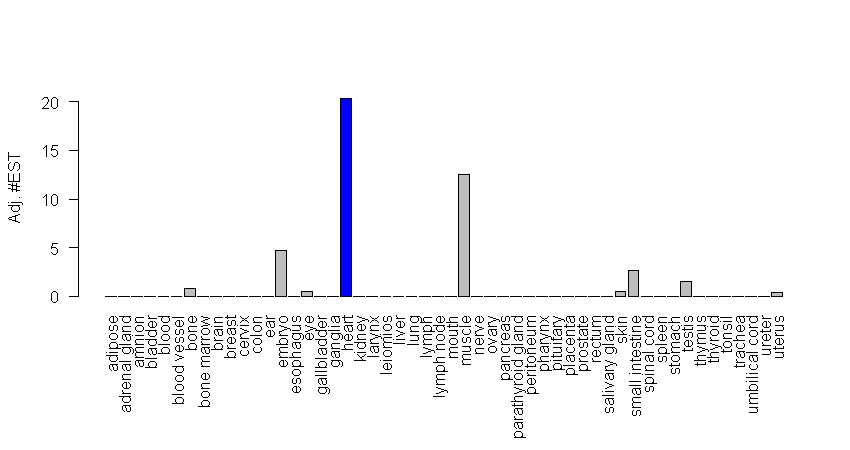 Adj. #EST
20
15
10
5
0
adipose
adrenal gland
amnion
bladder
blood
blood vessel
bone
bone marrow
brain
breast
cervix
colon
ear
embryo
esophagus
eye
gallbladder
ganglia
heart
kidney
larynx
leiomios
liver
lung
lymph
lymph node
mouth
muscle
nerve
ovary
pancreas
parathyroid gland
peritoneum
pharynx
pituitary
placenta
prostate
rectum
salivary gland
skin
small intestine
spinal cord
spleen
stomach
testis
thymus
thyroid
tonsil
trachea
umbilical cord
ureter
uterus